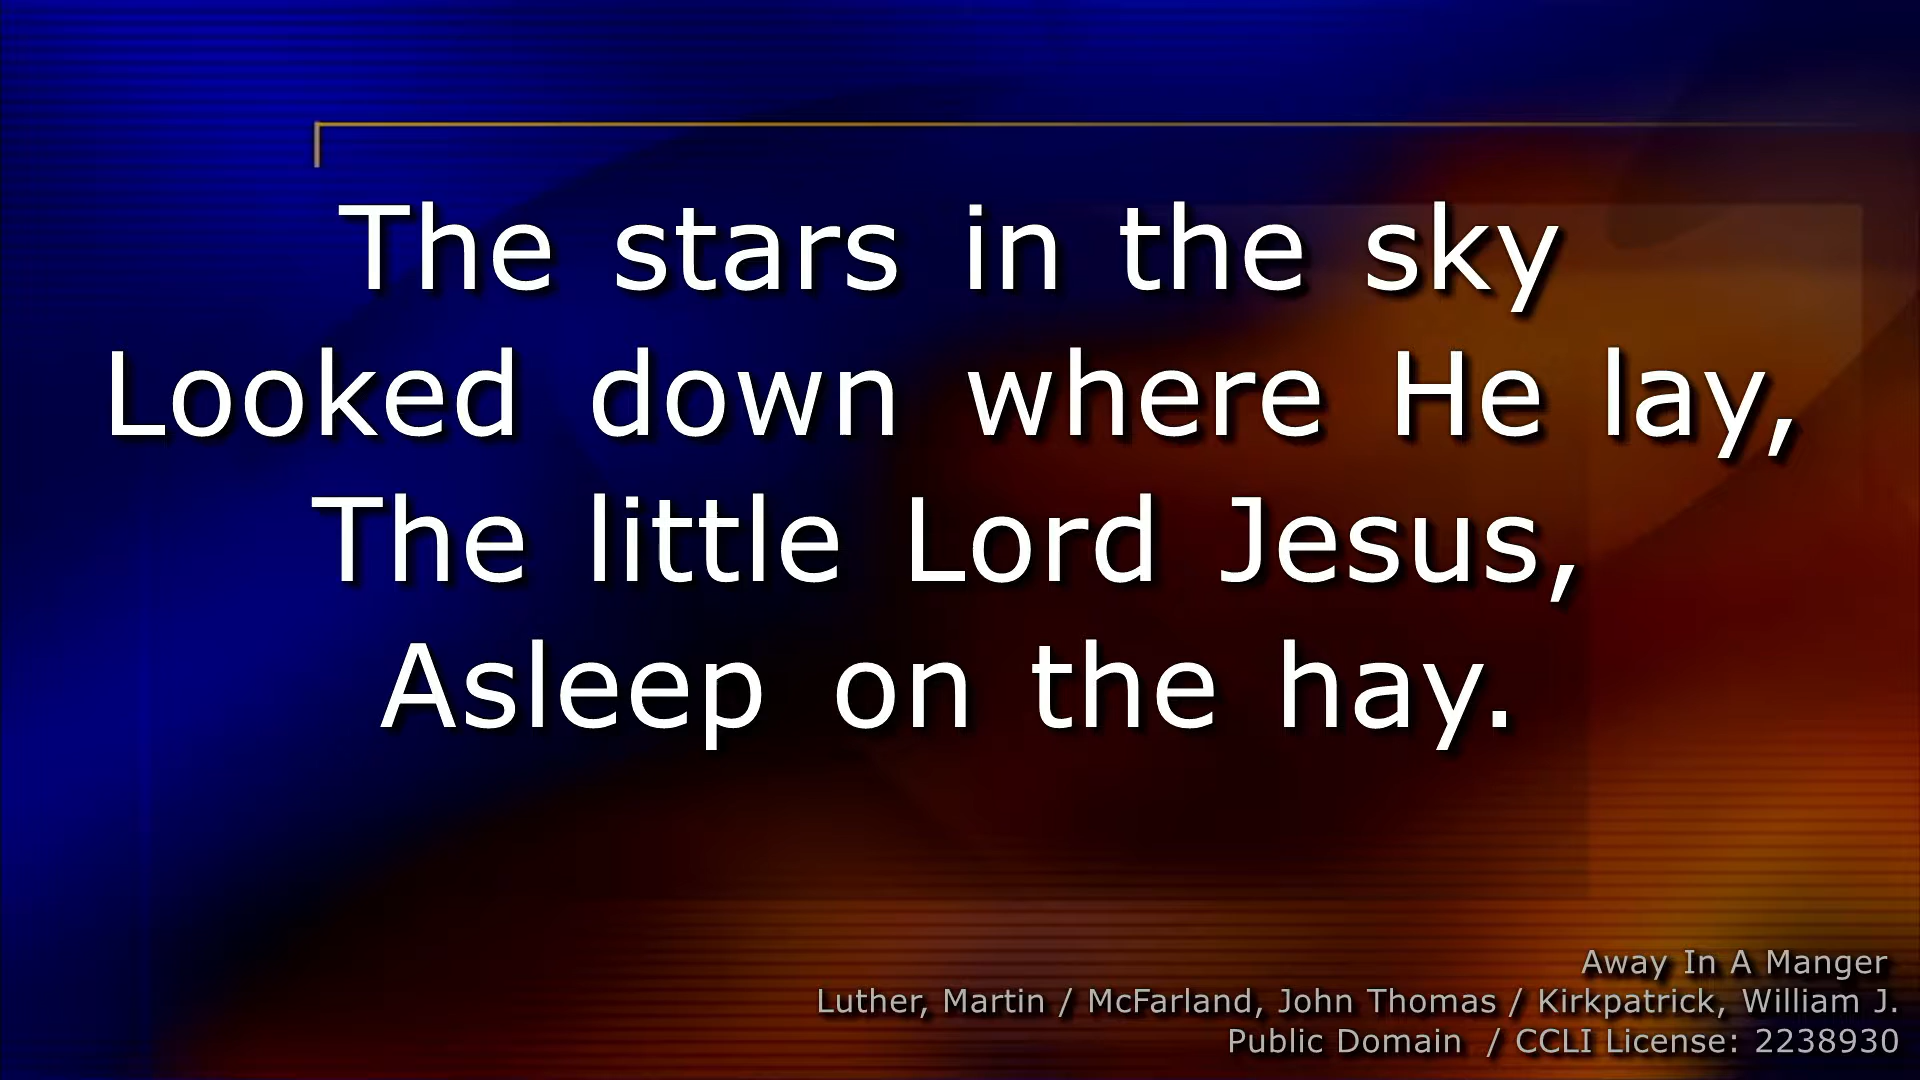 The stars in the sky
Looked down where He lay,
The little Lord Jesus,
Asleep on the hay.
Away In A Manger
Luther, Martin / McFarland, John Thomas / Kirkpatrick, William J.
Public Domain / CCLI License: 2238930